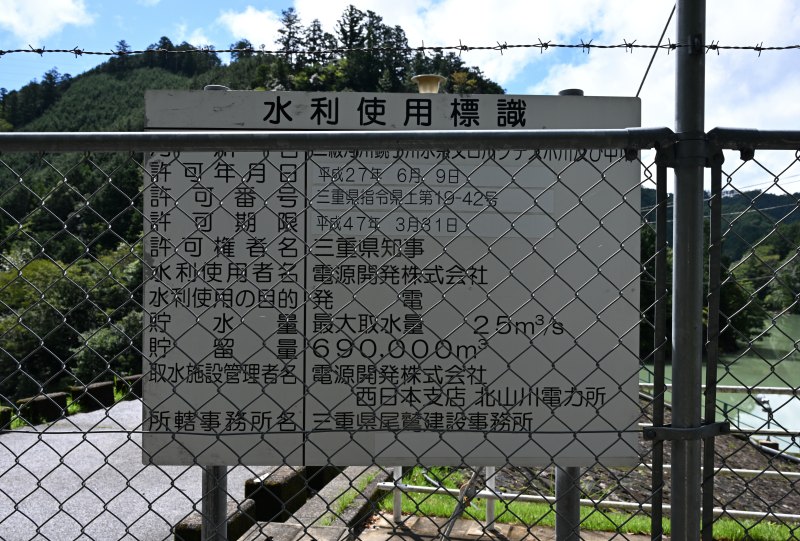 水利使用標識
許可年月日 平成27年 6月 9日
許可番号 三重県指令県土第19-42号
許可期限 平成47年 3月31日
許可権者名 三重県知事
水利使用者名 電源開発株式会社
水利使用の目的 発 電
貯水量 最大取水量 25m³/s
貯留量 690,000m³
取水施設管理者名 電源開発株式会社
西日本支店 北山川電力所
所轄事務所名 三重県尾鷲建設事務所